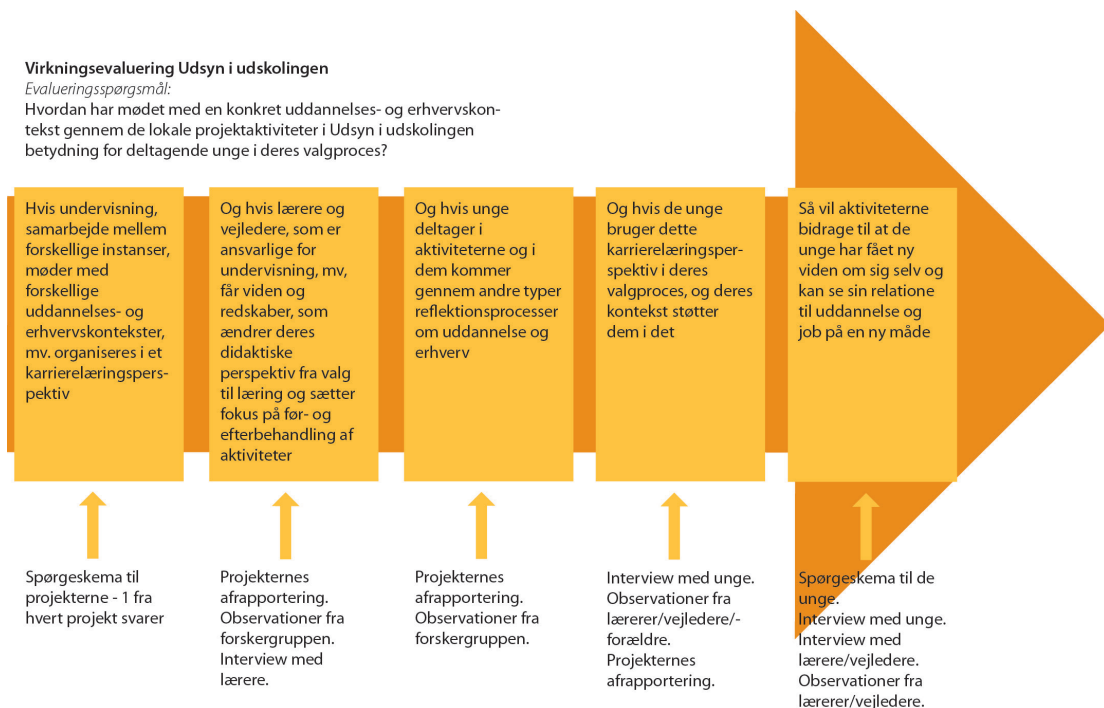 Virkningsevaluering Udsyn i udskolingen
Evalueringsspørgsmål:
Hvordan har mødet med en konkret uddannelses- og erhvervskon-
tekst gennem de lokale projektaktiviteter i Udsyn i udskolingen
betydning for deltagende unge i deres valgproces?
Hvis undervisning,
samarbejde mellem
forskellige instanser,
møder med
forskellige
uddannelses- og
erhvervskontekster,
mv. organiseres i et
karrierelæringspers-
pektiv
Og hvis lærere og
vejledere, som er
ansvarlige for
undervisning, mv,
får viden og
redskaber, som
ændrer deres
didaktiske
perspektiv fra valg
til læring og sætter
fokus på før- og
efterbehandling af
aktiviteter
Og hvis unge
deltager i
aktiviteterne og i
dem kommer
gennem andre typer
reflektionsprocesser
om uddannelse og
erhverv
Og hvis de unge
bruger dette
karrierelæringsper-
spektiv i deres
valgproces, og deres
kontekst støtter
dem i det
Så vil aktiviteterne
bidrage til at de
unge har fået ny
viden om sig selv og
kan se sin relatione
til uddannelse og
job på en ny måde
Spørgeskema til
projekterne - 1 fra
hvert projekt svarer
Projekternes
afrapportering.
Observationer fra
forskergruppen.
Interview med
lærere.
Projekternes
afrapportering.
Observationer fra
forskergruppen.
Interview med unge.
Observationer fra
lærerer/vejledere/-
forældre.
Projekternes
afrapportering.
Spørgeskema til de
unge.
Interview med unge.
Interview med
lærere/vejledere.
Observationer fra
lærerer/vejledere.